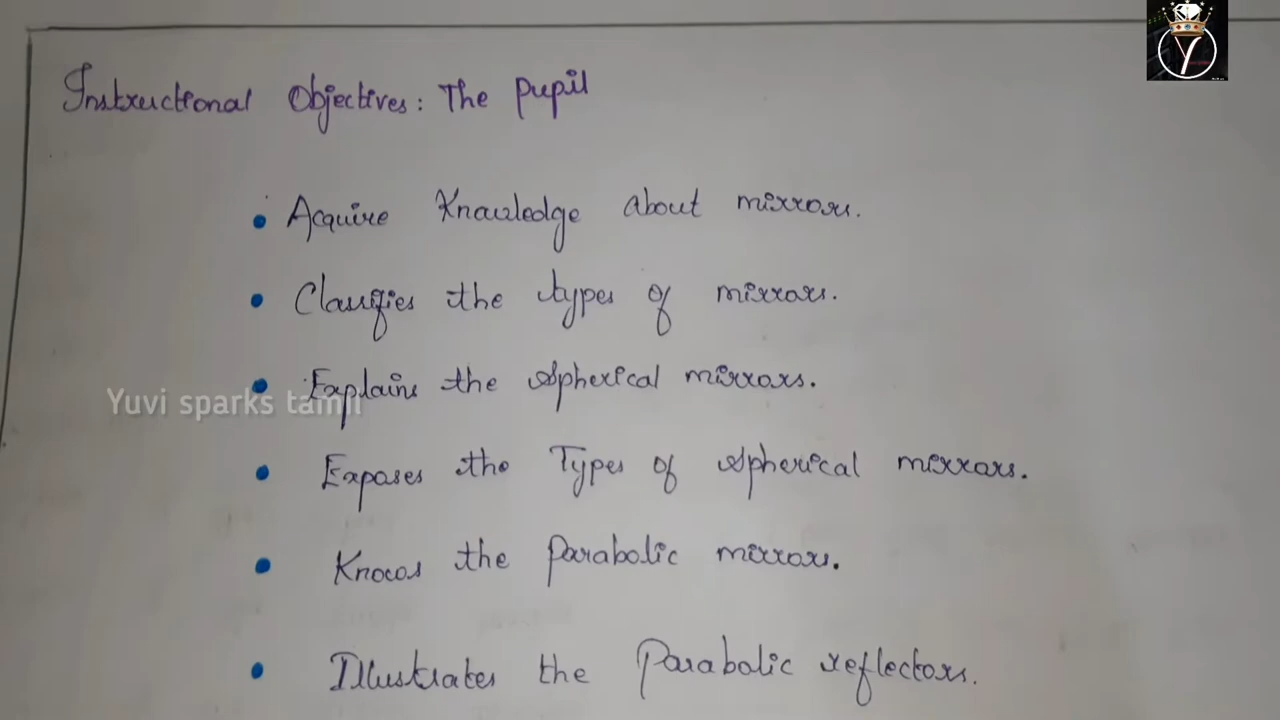 Instructional Objectives: The pupil
• Acquire Knowledge about mirrors.
• Classifies the types of mirrors.
• Explains the spherical mirrors.
Yuvi sparks tamil
• Exposes the Types of spherical mirrors.
• Knows the Parabolic mirrors.
• Illustrates the Parabolic reflectors.